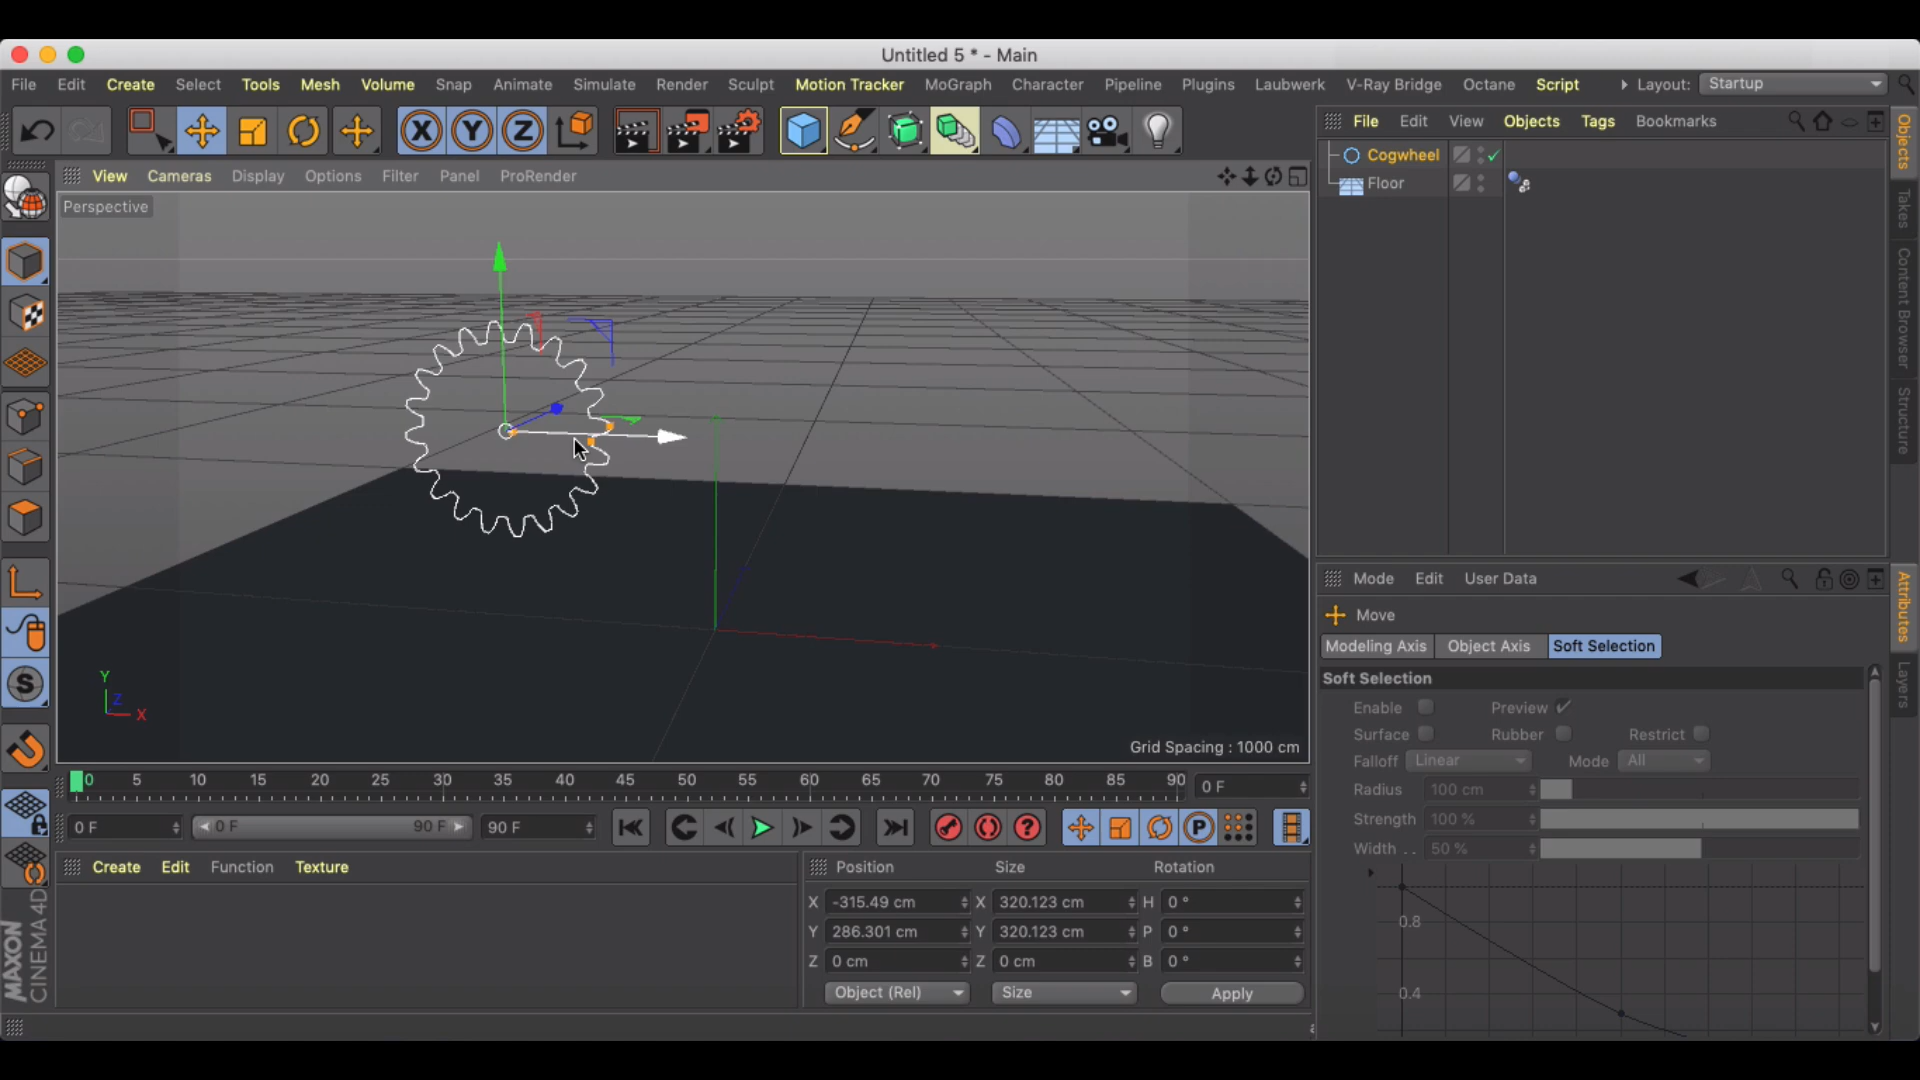 Untitled 5 * - Main
File Edit Create Select Tools Mesh Volume Snap Animate Simulate Render Sculpt Motion Tracker MoGraph Character Pipeline Plugins Laubwerk V-Ray Bridge Octane Script Layout: Startup
X Y Z
File Edit View Objects Tags Bookmarks
View Cameras Display Options Filter Panel ProRender
Perspective
Cogwheel
Floor
Objects
Takes
Content Browser
Structure
Y
Z
X
Grid Spacing : 1000 cm
Mode Edit User Data
Move
Modeling Axis Object Axis Soft Selection
Soft Selection
Enable Preview
Surface Rubber Restrict
Falloff Linear Mode All
Radius 100 cm
Strength 100 %
Width . . 50 %
0.8
0.4
Attributes
Layers
S
0 5 10 15 20 25 30 35 40 45 50 55 60 65 70 75 80 85 90 0 F
0 F 0 F 90 F 90 F ? P
Create Edit Function Texture
Position Size Rotation
X -315.49 cm X 320.123 cm H 0 °
Y 286.301 cm Y 320.123 cm P 0 °
Z 0 cm Z 0 cm B 0 °
Object (Rel) Size Apply
MAXON
CINEMA 4D